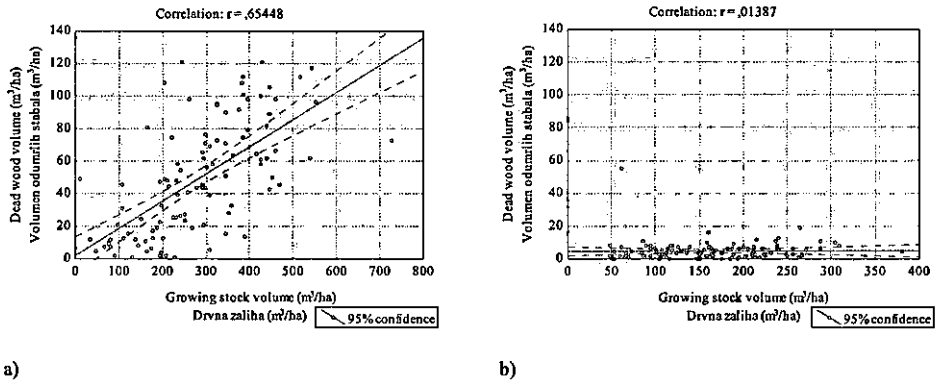 Correlation: r = ,65448
140
120
100
80
60
40
20
0
Dead wood volume (m³/ha)
Volumen odumrlih stabala (m³/ha)
0 100 200 300 400 500 600 700 800
Growing stock volume (m³/ha)
Drvna zaliha (m³/ha)
95% confidence
a)
Correlation: r = ,01387
140
120
100
80
60
40
20
0
Dead wood volume (m³/ha)
Volumen odumrlih stabala (m³/ha)
0 50 100 150 200 250 300 350 400
Growing stock volume (m³/ha)
Drvna zaliha (m³/ha)
95% confidence
b)